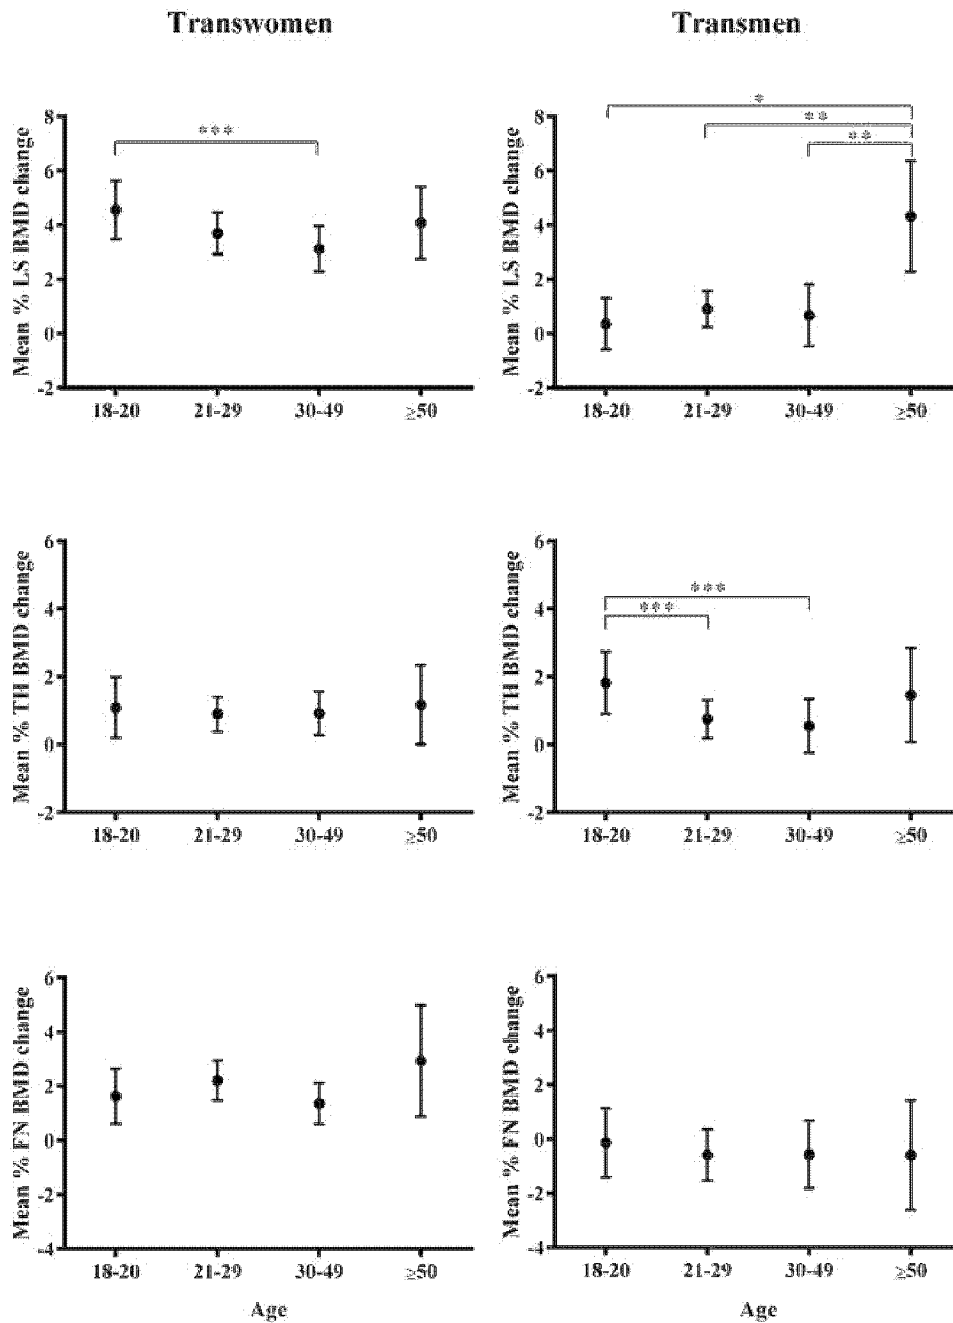 Transwomen
Transmen
Mean % LS BMD change
8
6
4
2
0
-2
***
18-20 21-29 30-49 ≥50
Mean % LS BMD change
8
6
4
2
0
-2
*
**
**
18-20 21-29 30-49 ≥50
Mean % TH BMD change
6
4
2
0
-2
18-20 21-29 30-49 ≥50
Mean % TH BMD change
6
4
2
0
-2
***
***
18-20 21-29 30-49 ≥50
Mean % FN BMD change
6
4
2
0
-2
-4
18-20 21-29 30-49 ≥50
Age
Mean % FN BMD change
6
4
2
0
-2
-4
18-20 21-29 30-49 ≥50
Age